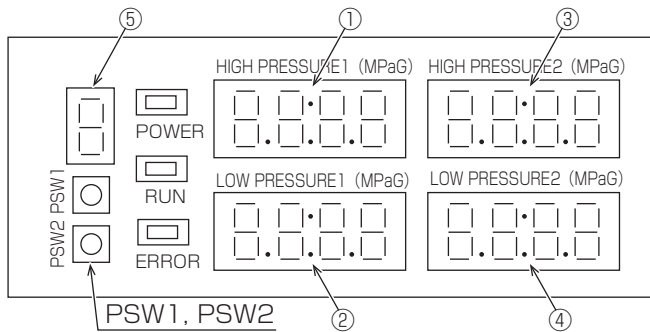 ⑤ ① ③
HIGH PRESSURE1 (MPaG) HIGH PRESSURE2 (MPaG)
POWER
PSW1
RUN
LOW PRESSURE1 (MPaG) LOW PRESSURE2 (MPaG)
PSW2
ERROR
PSW1, PSW2
② ④